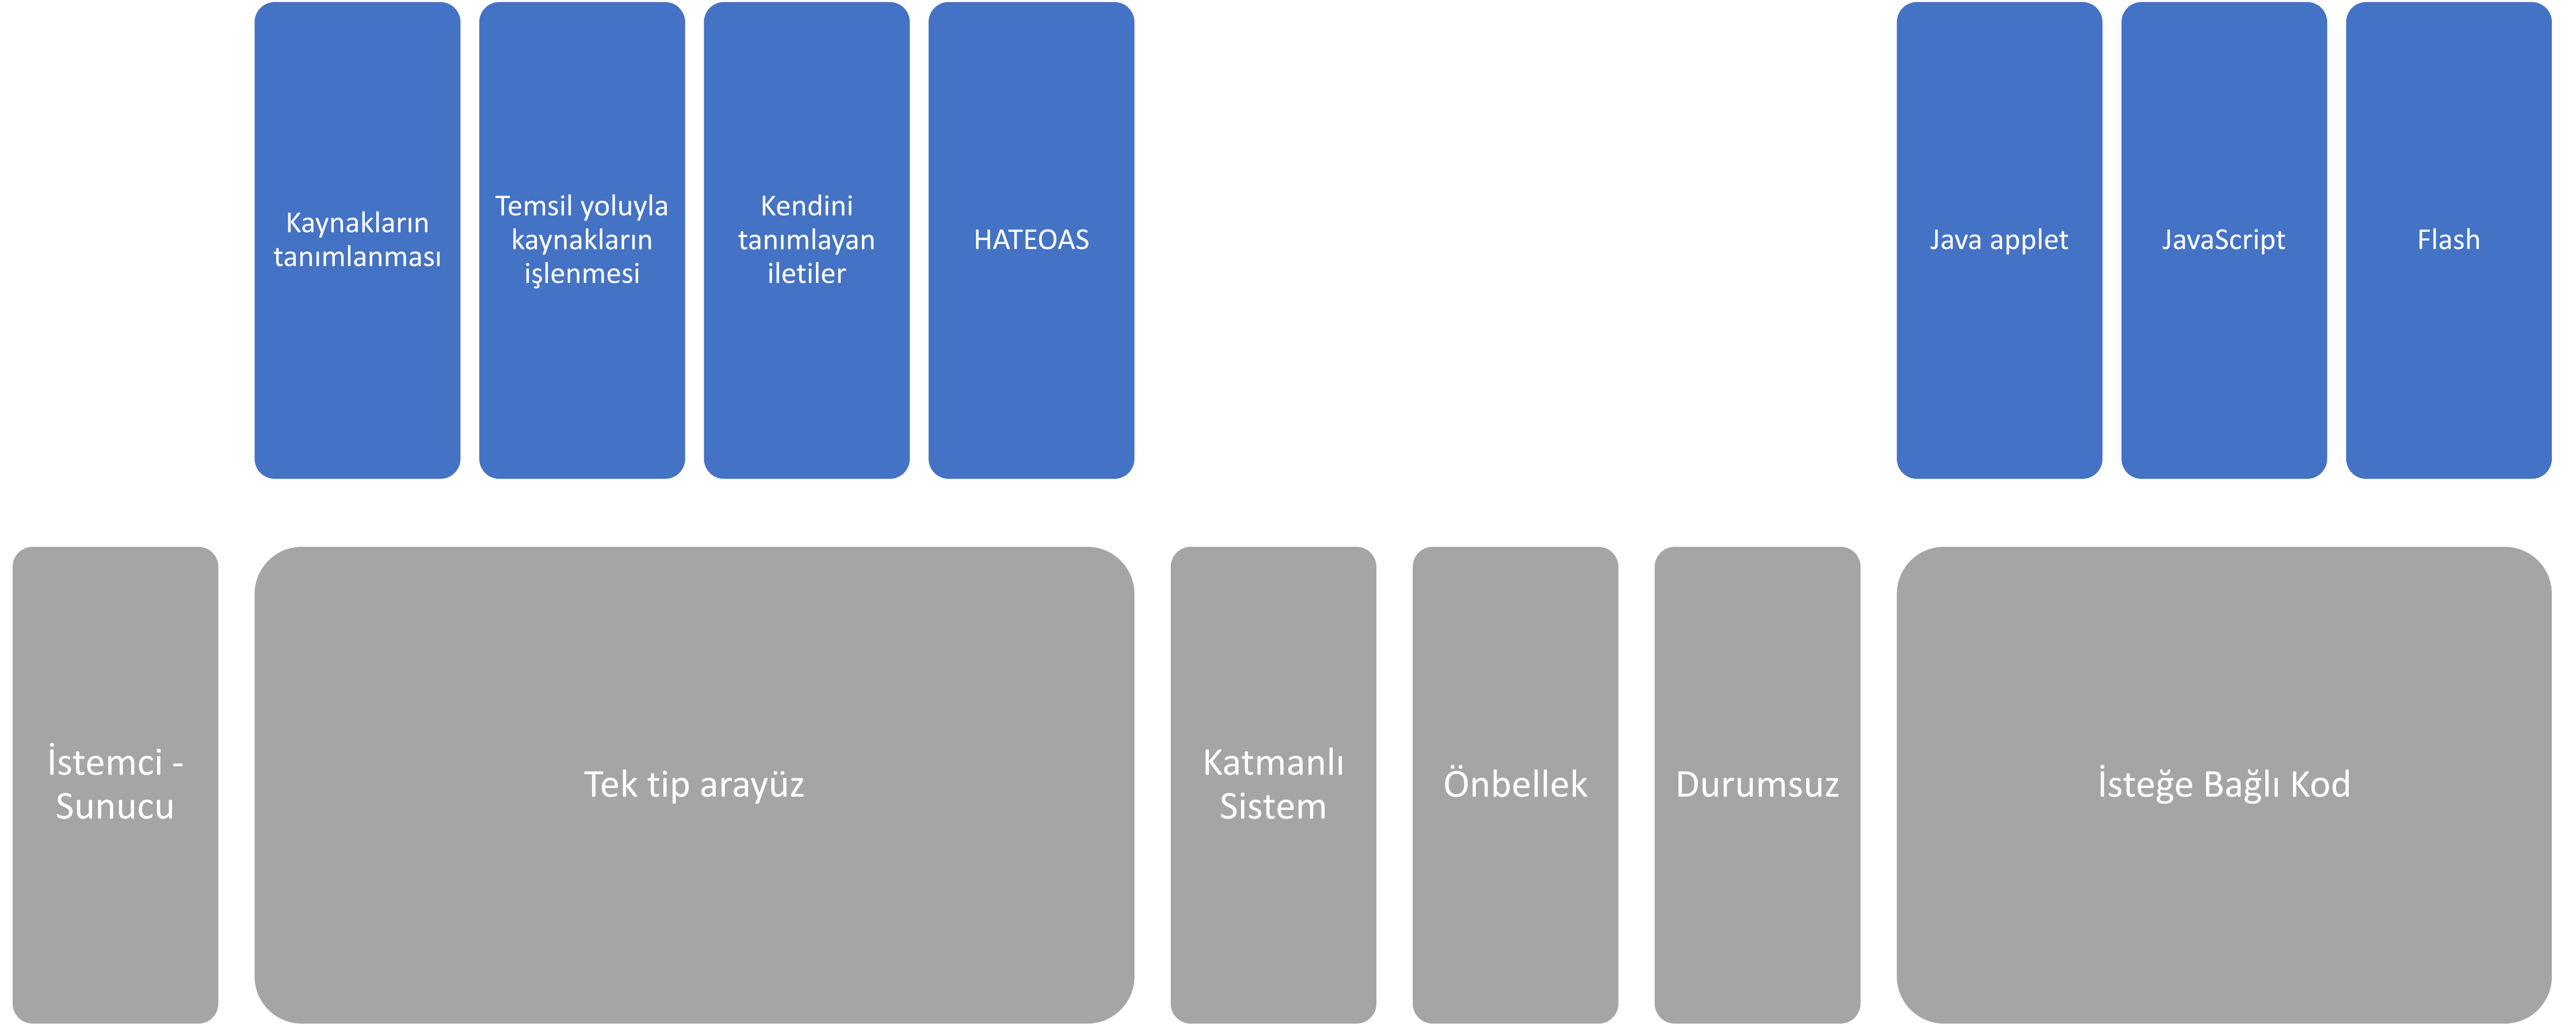 Kaynakların
tanımlanması
Temsil yoluyla
kaynakların
işlenmesi
Kendini
tanımlayan
iletiler
HATEOAS
Java applet
JavaScript
Flash
İstemci -
Sunucu
Tek tip arayüz
Katmanlı
Sistem
Önbellek
Durumsuz
İsteğe Bağlı Kod